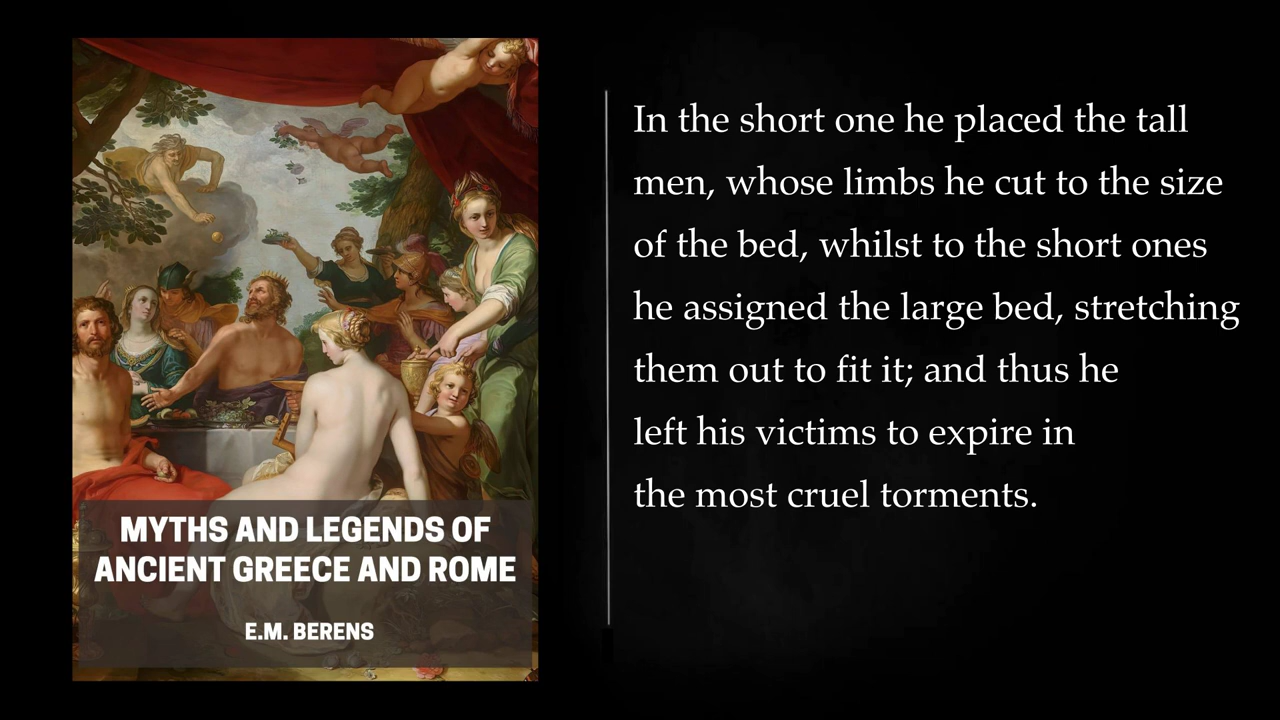 MYTHS AND LEGENDS OF
ANCIENT GREECE AND ROME
E.M. BERENS
In the short one he placed the tall
men, whose limbs he cut to the size
of the bed, whilst to the short ones
he assigned the large bed, stretching
them out to fit it; and thus he
left his victims to expire in
the most cruel torments.